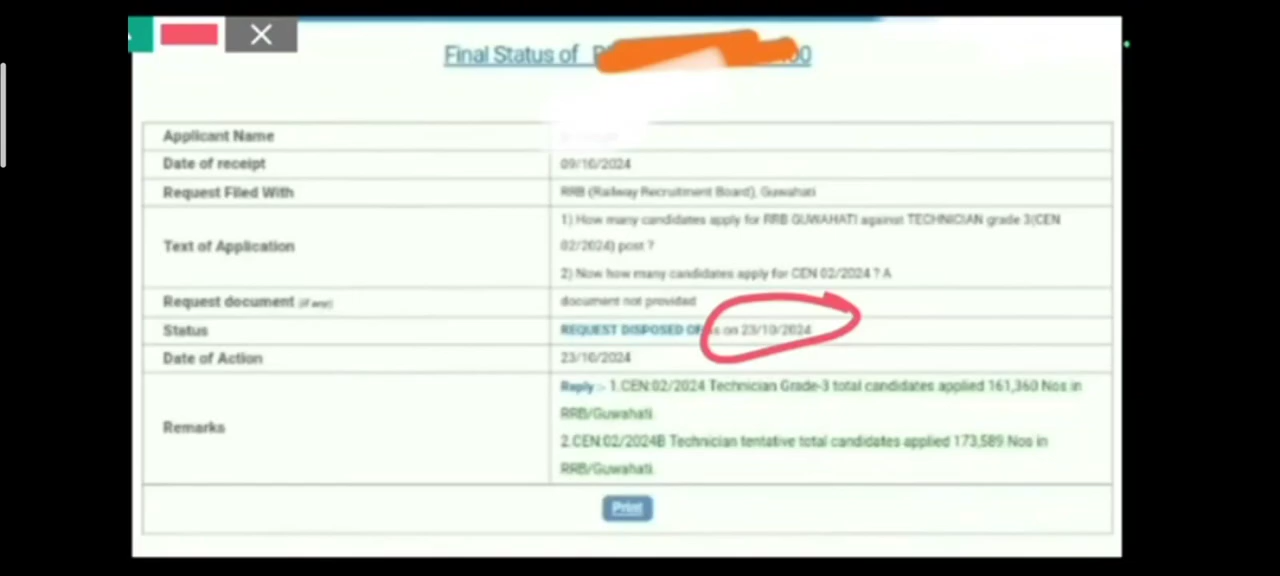 Final Status of
Applicant Name
Date of receipt 09/10/2024
Request Filed With RRB (Railway Recruitment Board), Guwahati
Text of Application 1) How many candidates apply for RRB GUWAHATI against TECHNICIAN grade 3(CEN
02/2024) post ?
2) Now how many candidates apply for CEN 02/2024 ? A
Request document (if any) document not provided
Status REQUEST DISPOSED OF as on 23/10/2024
Date of Action 23/10/2024
Remarks Reply :- 1.CEN:02/2024 Technician Grade-3 total candidates applied 161,360 Nos in
RRB/Guwahati
2.CEN:02/2024B Technician tentative total candidates applied 173,589 Nos in
RRB/Guwahati
Print